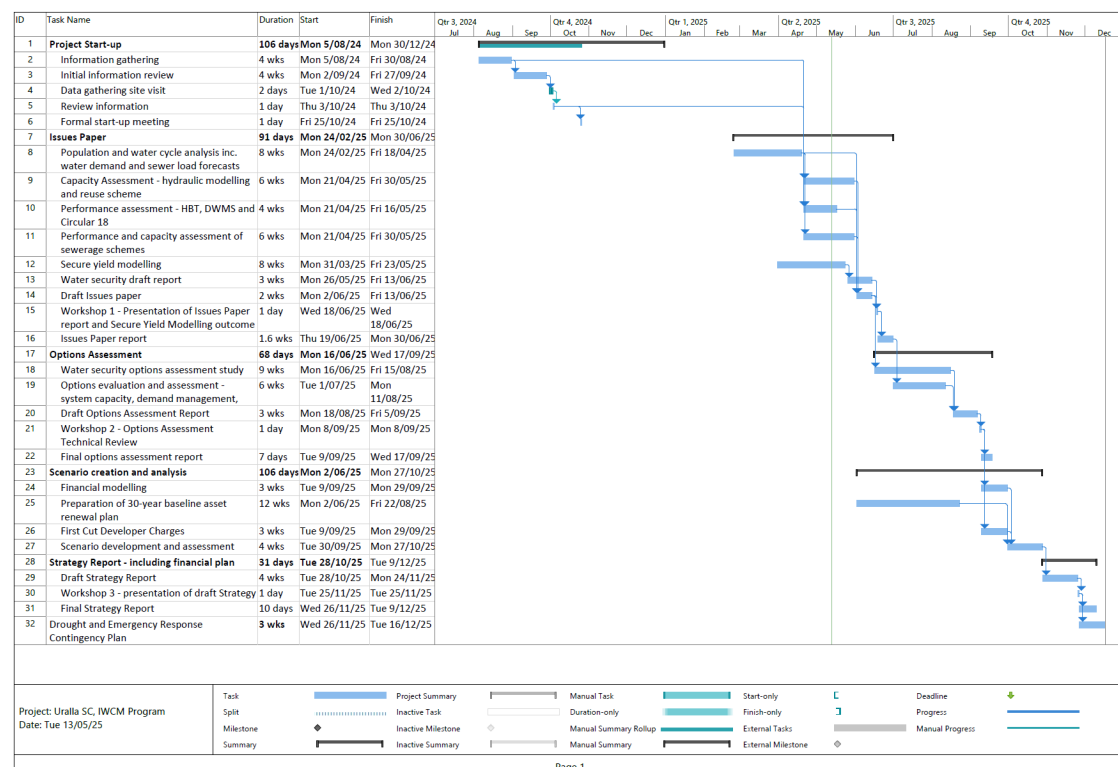 ID Task Name Duration Start Finish Qtr 3, 2024 Qtr 4, 2024 Qtr 1, 2025 Qtr 2, 2025 Qtr 3, 2025 Qtr 4, 2025
Jul Aug Sep Oct Nov Dec Jan Feb Mar Apr May Jun Jul Aug Sep Oct Nov Dec
1 Project Start-up 106 days Mon 5/08/24 Mon 30/12/24
2 Information gathering 4 wks Mon 5/08/24 Fri 30/08/24
3 Initial information review 4 wks Mon 2/09/24 Fri 27/09/24
4 Data gathering site visit 2 days Tue 1/10/24 Wed 2/10/24
5 Review information 1 day Thu 3/10/24 Thu 3/10/24
6 Formal start-up meeting 1 day Fri 25/10/24 Fri 25/10/24
7 Issues Paper 91 days Mon 24/02/25 Mon 30/06/25
8 Population and water cycle analysis inc. 8 wks Mon 24/02/25 Fri 18/04/25
water demand and sewer load forecasts
9 Capacity Assessment - hydraulic modelling 6 wks Mon 21/04/25 Fri 30/05/25
and reuse scheme
10 Performance assessment - HBT, DWMS and 4 wks Mon 21/04/25 Fri 16/05/25
Circular 18
11 Performance and capacity assessment of 6 wks Mon 21/04/25 Fri 30/05/25
sewerage schemes
12 Secure yield modelling 8 wks Mon 31/03/25 Fri 23/05/25
13 Water security draft report 3 wks Mon 26/05/25 Fri 13/06/25
14 Draft Issues paper 2 wks Mon 2/06/25 Fri 13/06/25
15 Workshop 1 - Presentation of Issues Paper 1 day Wed 18/06/25 Wed
report and Secure Yield Modelling outcome 18/06/25
16 Issues Paper report 1.6 wks Thu 19/06/25 Mon 30/06/25
17 Options Assessment 68 days Mon 16/06/25 Wed 17/09/25
18 Water security options assessment study 9 wks Mon 16/06/25 Fri 15/08/25
19 Options evaluation and assessment - 6 wks Tue 1/07/25 Mon
system capacity, demand management, 11/08/25
20 Draft Options Assessment Report 3 wks Mon 18/08/25 Fri 5/09/25
21 Workshop 2 - Options Assessment 1 day Mon 8/09/25 Mon 8/09/25
Technical Review
22 Final options assessment report 7 days Tue 9/09/25 Wed 17/09/25
23 Scenario creation and analysis 106 days Mon 2/06/25 Mon 27/10/25
24 Financial modelling 3 wks Tue 9/09/25 Mon 29/09/25
25 Preparation of 30-year baseline asset 12 wks Mon 2/06/25 Fri 22/08/25
renewal plan
26 First Cut Developer Charges 3 wks Tue 9/09/25 Mon 29/09/25
27 Scenario development and assessment 4 wks Tue 30/09/25 Mon 27/10/25
28 Strategy Report - including financial plan 31 days Tue 28/10/25 Tue 9/12/25
29 Draft Strategy Report 4 wks Tue 28/10/25 Mon 24/11/25
30 Workshop 3 - presentation of draft Strategy 1 day Tue 25/11/25 Tue 25/11/25
31 Final Strategy Report 10 days Wed 26/11/25 Tue 9/12/25
32 Drought and Emergency Response 3 wks Wed 26/11/25 Tue 16/12/25
Contingency Plan
Project: Uralla SC, IWCM Program
Date: Tue 13/05/25
Task Project Summary Manual Task Start-only Deadline
Split Inactive Task Duration-only Finish-only Progress
Milestone Inactive Milestone Manual Summary Rollup External Tasks Manual Progress
Summary Inactive Summary Manual Summary External Milestone
Page 1